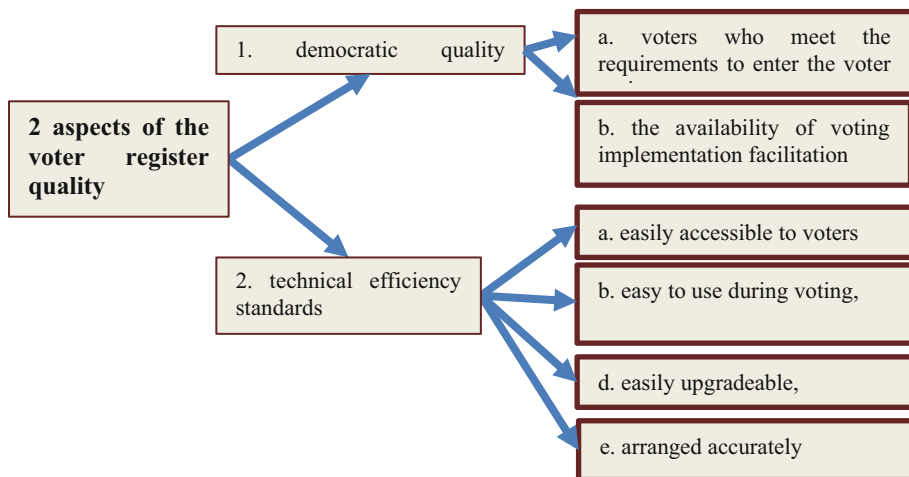 2 aspects of the
voter register
quality
1. democratic quality
a. voters who meet the
requirements to enter the voter
b. the availability of voting
implementation facilitation
2. technical efficiency
standards
a. easily accessible to voters
b. easy to use during voting,
d. easily upgradeable,
e. arranged accurately